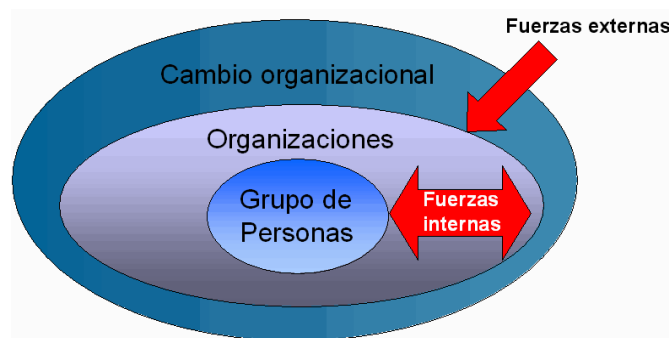 Fuerzas externas
Cambio organizacional
Organizaciones
Grupo de
Personas
Fuerzas
internas